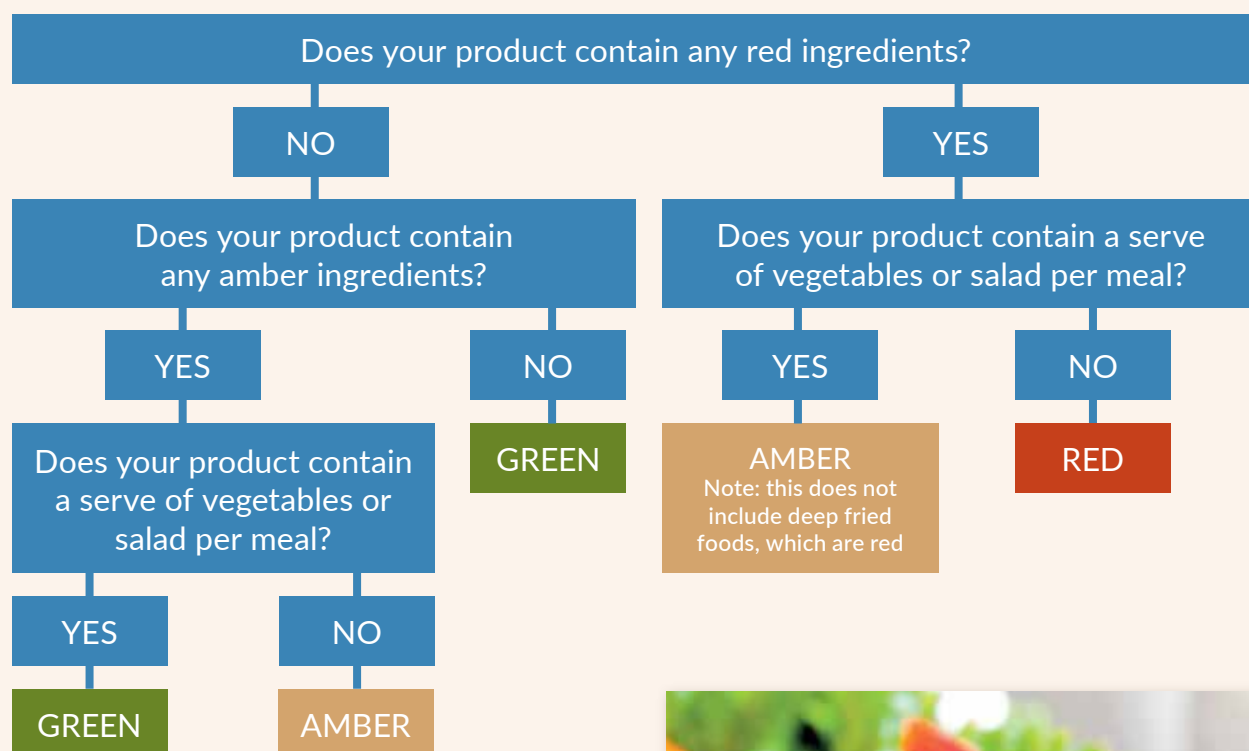 Does your product contain any red ingredients?
NO
YES
Does your product contain
any amber ingredients?
Does your product contain a serve
of vegetables or salad per meal?
YES
NO
YES
NO
Does your product contain
a serve of vegetables or
salad per meal?
GREEN
AMBER
Note: this does not
include deep fried
foods, which are red
RED
YES
NO
GREEN
AMBER